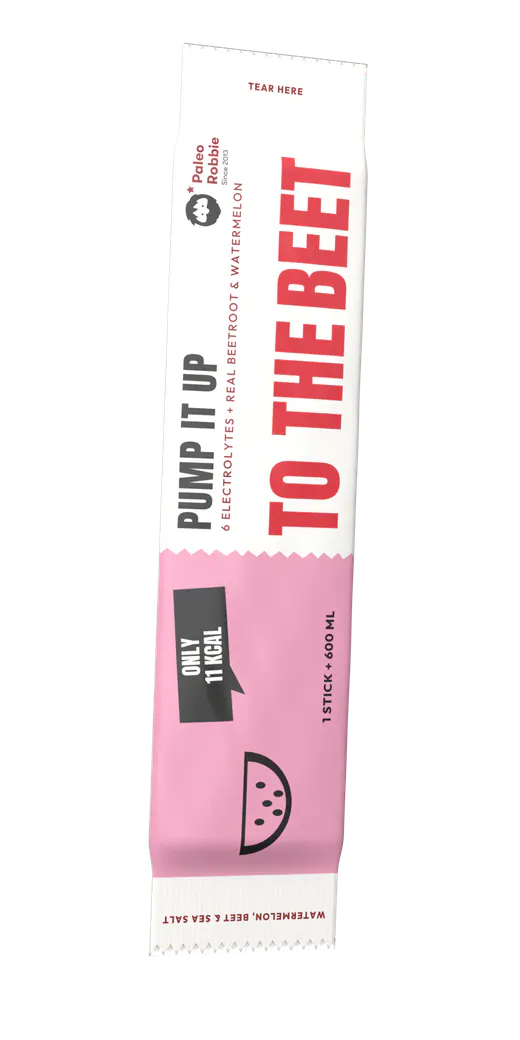 TEAR HERE
Paleo
Robbie
Since 2013
PUMP IT UP
6 ELECTROLYTES + REAL BEETROOT & WATERMELON
TO THE BEET
ONLY
11 KCAL
1 STICK + 600 ML
WATERMELON, BEET & SEA SALT